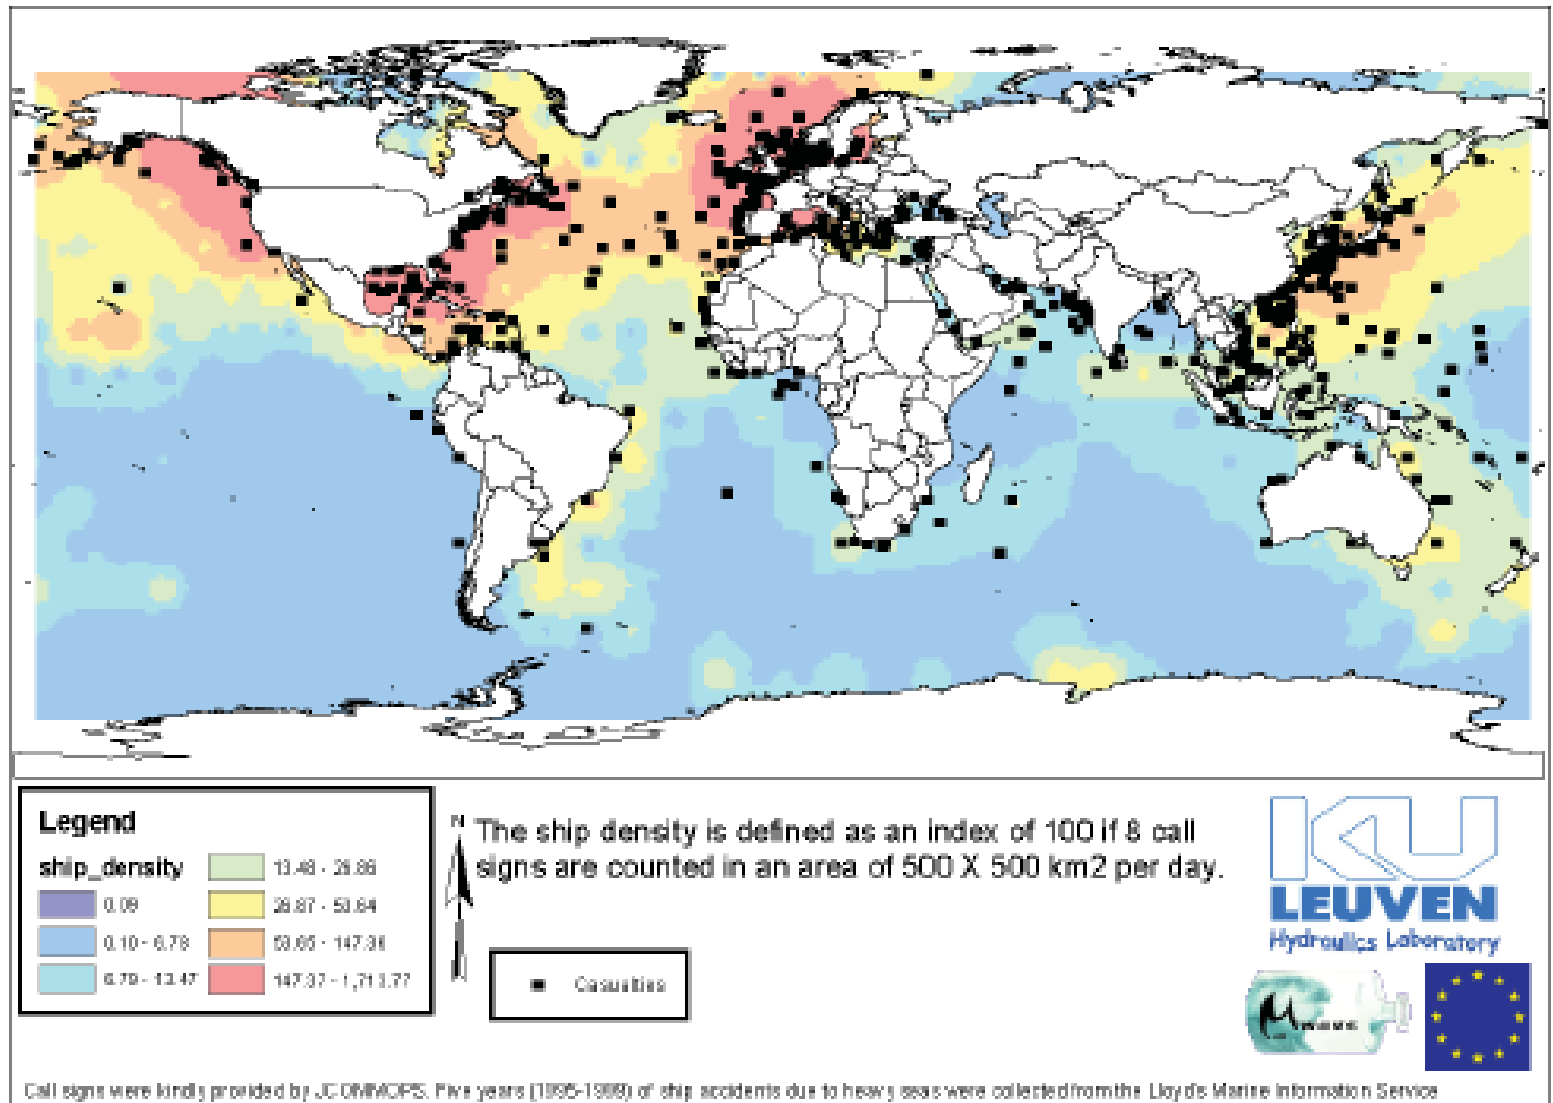 Legend
ship_density
0.09
0.10 - 6.78
6.79 - 13.47
13.48 - 26.86
26.87 - 53.64
53.65 - 147.36
147.37 - 1,713.77
N
The ship density is defined as an index of 100 if 8 call
signs are counted in an area of 500 X 500 km2 per day.
Casualties
KU
LEUVEN
Hydraulics Laboratory
Call signs were kindly provided by JCOMMOPS. Five years (1995-1999) of ship accidents due to heavy seas were collected from the Lloyd's Marine Information Service